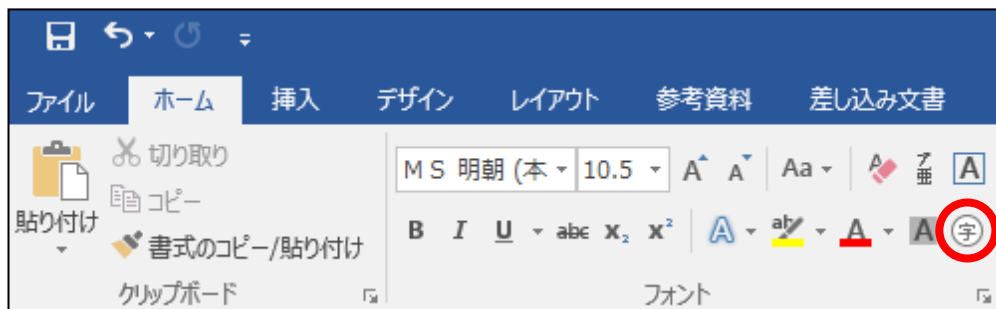 ファイル ホーム 挿入 デザイン レイアウト 参考資料 差し込み文書
切り取り
コピー
貼り付け
書式のコピー/貼り付け
クリップボード
ＭＳ 明朝 (本 10.5 A A Aa A ア亜 A
B I U abc x₂ x² A ab A A 字
フォント